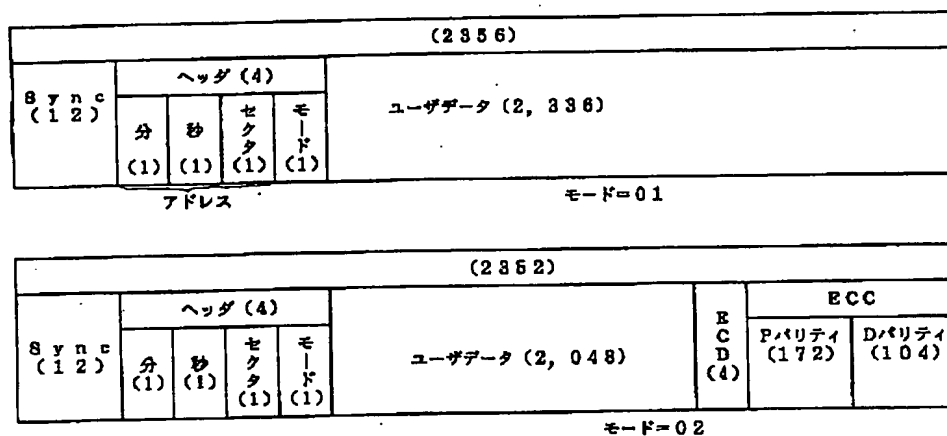 (2356)
Sync
(12)
ヘッダ(4)
分
(1)
秒
(1)
セクタ
(1)
モード
(1)
ユーザデータ(2,336)
アドレス
モード=01
(2352)
Sync
(12)
ヘッダ(4)
分
(1)
秒
(1)
セクタ
(1)
モード
(1)
ユーザデータ(2,048)
ECD
(4)
ECC
Pパリティ
(172)
Dパリティ
(104)
モード=02